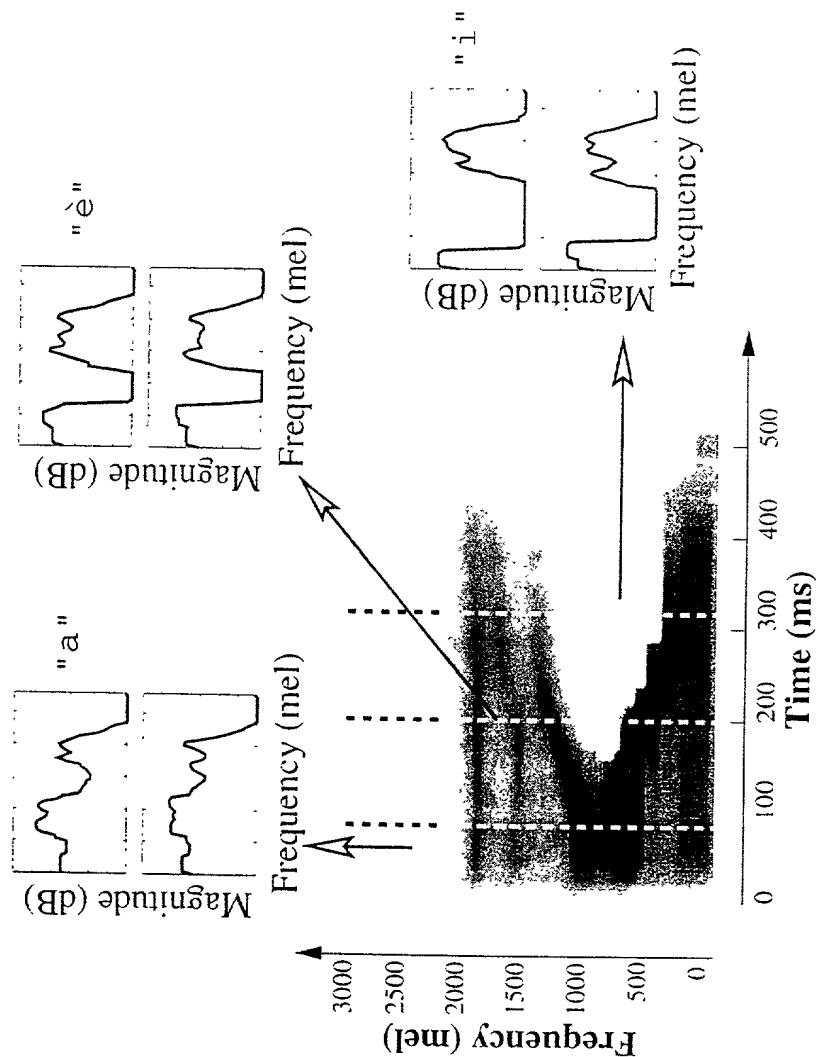 "a"
Magnitude (dB)
Frequency (mel)
"è"
Magnitude (dB)
Frequency (mel)
"i"
Magnitude (dB)
Frequency (mel)
Frequency (mel)
3000
2500
2000
1500
1000
500
0
0 100 200 300 400 500
Time (ms)